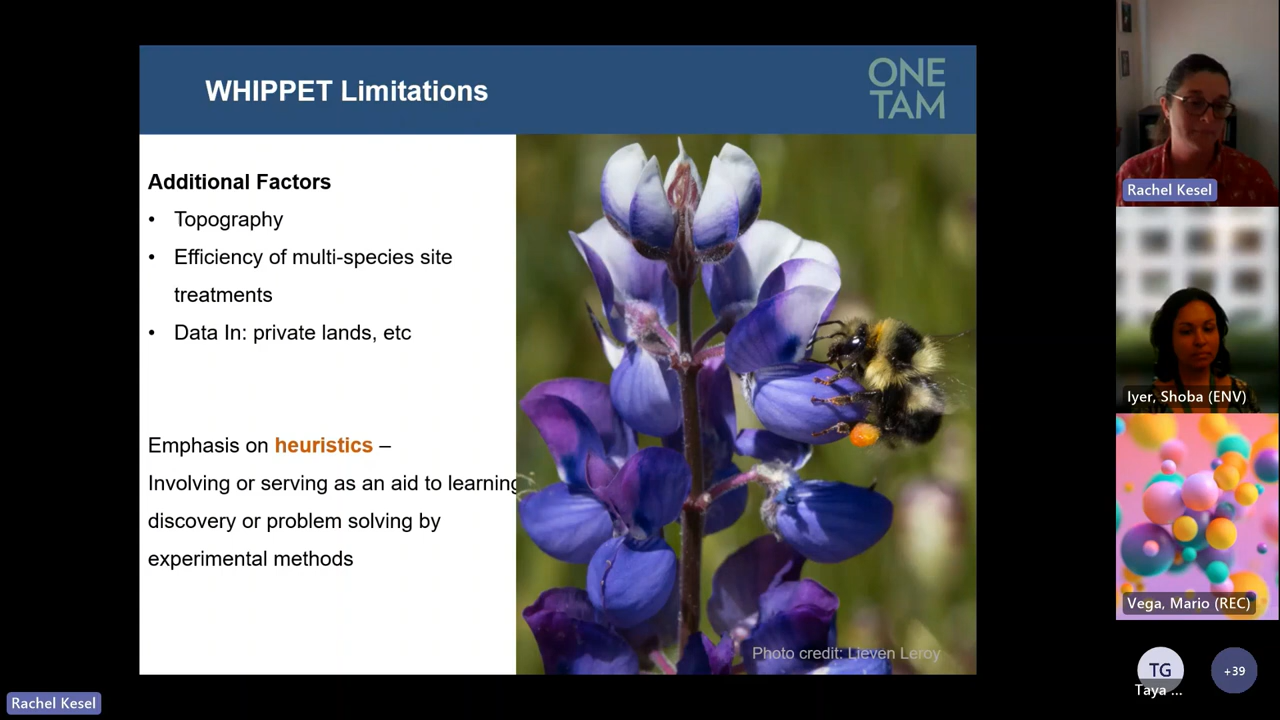 WHIPPET Limitations
ONE
TAM
Additional Factors
• Topography
• Efficiency of multi-species site
treatments
• Data In: private lands, etc
Emphasis on heuristics –
Involving or serving as an aid to learning
discovery or problem solving by
experimental methods
Photo credit: Lieven Leroy
Rachel Kesel
Iyer, Shoba (ENV)
Vega, Mario (REC)
TG
Taya ...
+39
Rachel Kesel